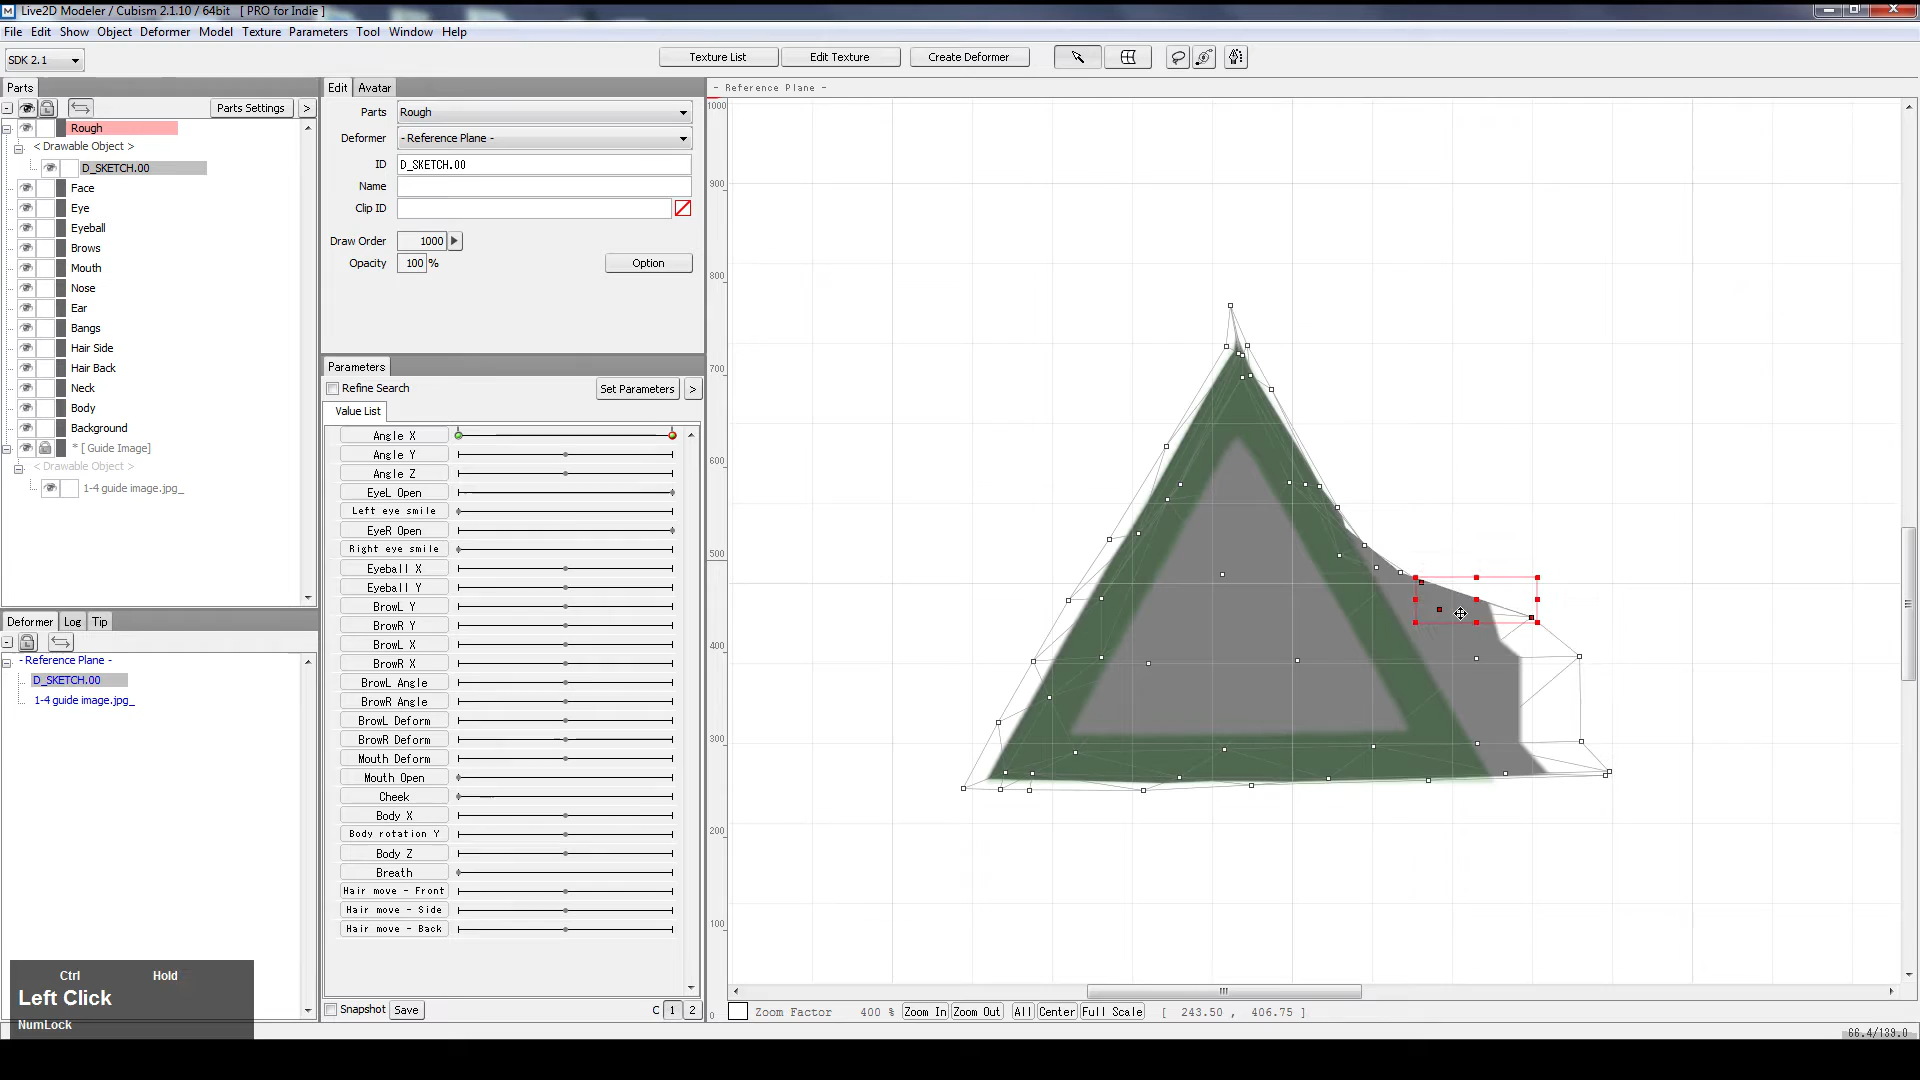 Live2D Modeler / Cubism 2.1.10 / 64bit   [ PRO for Indie ]
File Edit Show Object Deformer Model Texture Parameters Tool Window Help
SDK 2.1
Texture List Edit Texture Create Deformer
Parts
Parts Settings >
Rough
< Drawable Object >
D_SKETCH.00
Face
Eye
Eyeball
Brows
Mouth
Nose
Ear
Bangs
Hair Side
Hair Back
Neck
Body
Background
* [ Guide Image]
< Drawable Object >
1-4 guide image.jpg_
Deformer Log Tip
- Reference Plane -
D_SKETCH.00
1-4 guide image.jpg_
Ctrl Hold
Left Click
NumLock
Edit Avatar
Parts Rough
Deformer - Reference Plane -
ID D_SKETCH.00
Name
Clip ID
Draw Order 1000
Opacity 100 %
Option
Parameters
Refine Search
Set Parameters >
Value List
Angle X
Angle Y
Angle Z
EyeL Open
Left eye smile
EyeR Open
Right eye smile
Eyeball X
Eyeball Y
BrowL Y
BrowR Y
BrowL X
BrowR X
BrowL Angle
BrowR Angle
BrowL Deform
BrowR Deform
Mouth Deform
Mouth Open
Cheek
Body X
Body rotation Y
Body Z
Breath
Hair move - Front
Hair move - Side
Hair move - Back
Snapshot Save C 1 2
- Reference Plane -
1000
900
800
700
600
500
400
300
200
100
0
Zoom Factor 400 % Zoom In Zoom Out All Center Full Scale [ 243.50 , 406.75 ]
66.4/139.0